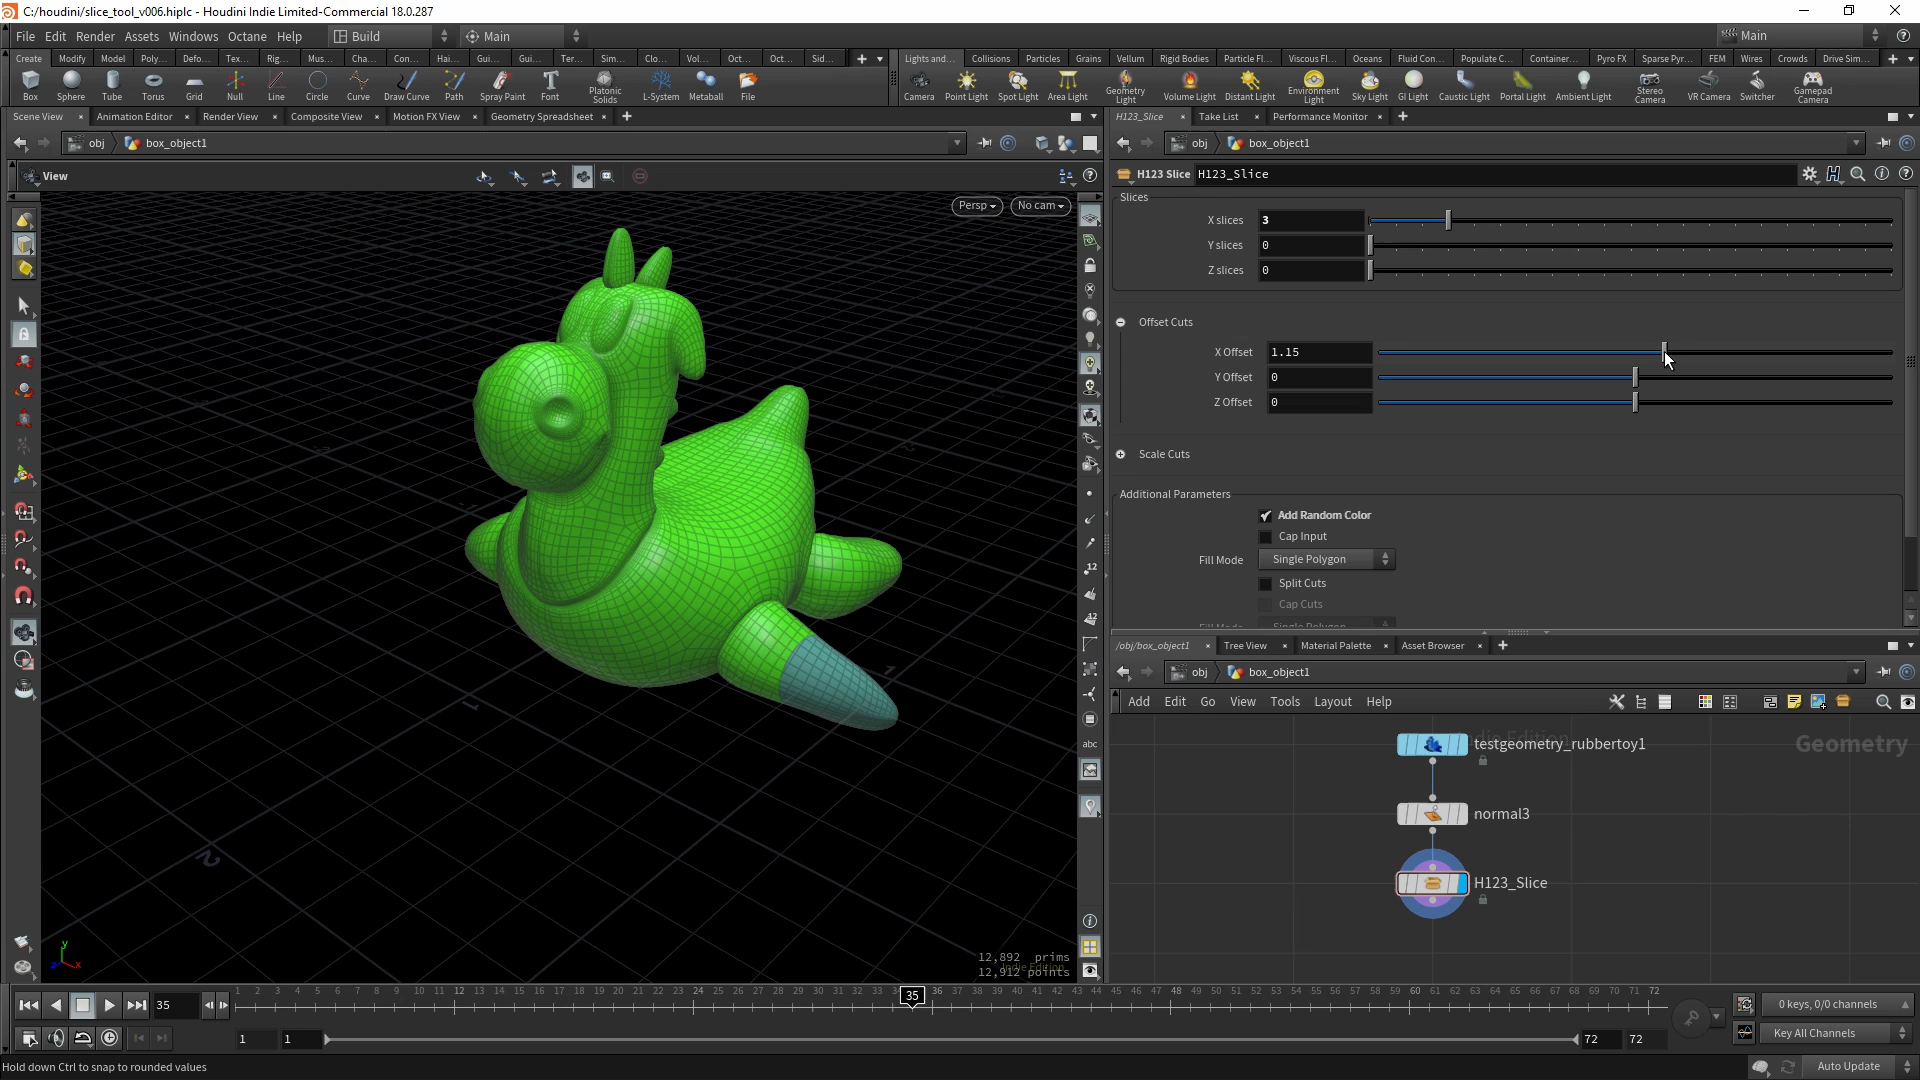 C:/houdini/slice_tool_v006.hiplc - Houdini Indie Limited-Commercial 18.0.287
File Edit Render Assets Windows Octane Help Build Main Main
Create Modify Model Poly... Defo... Tex... Rig... Mus... Cha... Con... Hai... Gui... Gui... Ter... Sim... Clo... Vol... Oct... Oct... Sid...
Lights and... Collisions Particles Grains Vellum Rigid Bodies Particle Fl... Viscous Fl... Oceans Fluid Con... Populate C... Container... Pyro FX Sparse Pyr... FEM Wires Crowds Drive Sim...
Box Sphere Tube Torus Grid Null Line Circle Curve Draw Curve Path Spray Paint Font Platonic Solids L-System Metaball File
Camera Point Light Spot Light Area Light Geometry Light Volume Light Distant Light Environment Light Sky Light GI Light Caustic Light Portal Light Ambient Light Stereo Camera VR Camera Switcher Gamepad Camera
Scene View Animation Editor Render View Composite View Motion FX View Geometry Spreadsheet
obj box_object1
View
Persp No cam
12,892 prims
12,912 points
Indie Edition
H123_Slice Take List Performance Monitor
obj box_object1
H123 Slice H123_Slice
Slices
X slices 3
Y slices 0
Z slices 0
Offset Cuts
X Offset 1.15
Y Offset 0
Z Offset 0
Scale Cuts
Additional Parameters
Add Random Color
Cap Input
Fill Mode Single Polygon
Split Cuts
Cap Cuts
Fill Mode Single Polygon
/obj/box_object1 Tree View Material Palette Asset Browser
obj box_object1
Add Edit Go View Tools Layout Help
Indie Edition
Geometry
testgeometry_rubbertoy1
normal3
H123_Slice
35
1 2 3 4 5 6 7 8 9 10 11 12 13 14 15 16 17 18 19 20 21 22 23 24 25 26 27 28 29 30 31 32 33 34 35 36 37 38 39 40 41 42 43 44 45 46 47 48 49 50 51 52 53 54 55 56 57 58 59 60 61 62 63 64 65 66 67 68 69 70 71 72
0 keys, 0/0 channels
1 1 72 72
Key All Channels
Hold down Ctrl to snap to rounded values
Auto Update